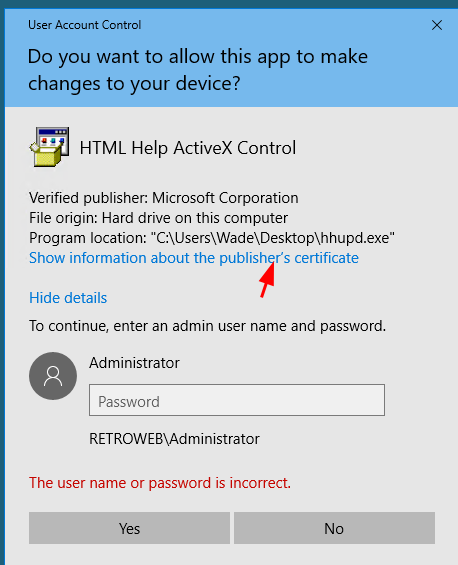 User Account Control
Do you want to allow this app to make
changes to your device?
HTML Help ActiveX Control
Verified publisher: Microsoft Corporation
File origin: Hard drive on this computer
Program location: "C:\Users\Wade\Desktop\hhupd.exe"
Show information about the publisher's certificate
Hide details
To continue, enter an admin user name and password.
Administrator
Password
RETROWEB\Administrator
The user name or password is incorrect.
Yes
No